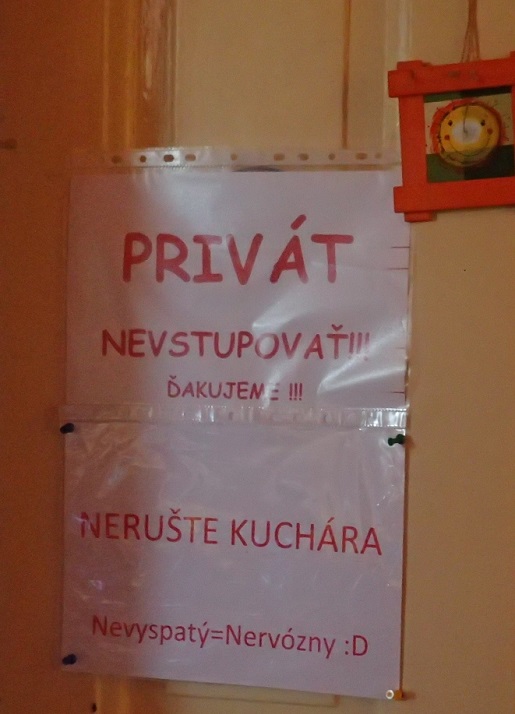 PRIVÁT
NEVSTUPOVAŤ!!!
ĎAKUJEME !!!
NERUŠTE KUCHÁRA
Nevyspatý=Nervózny :D